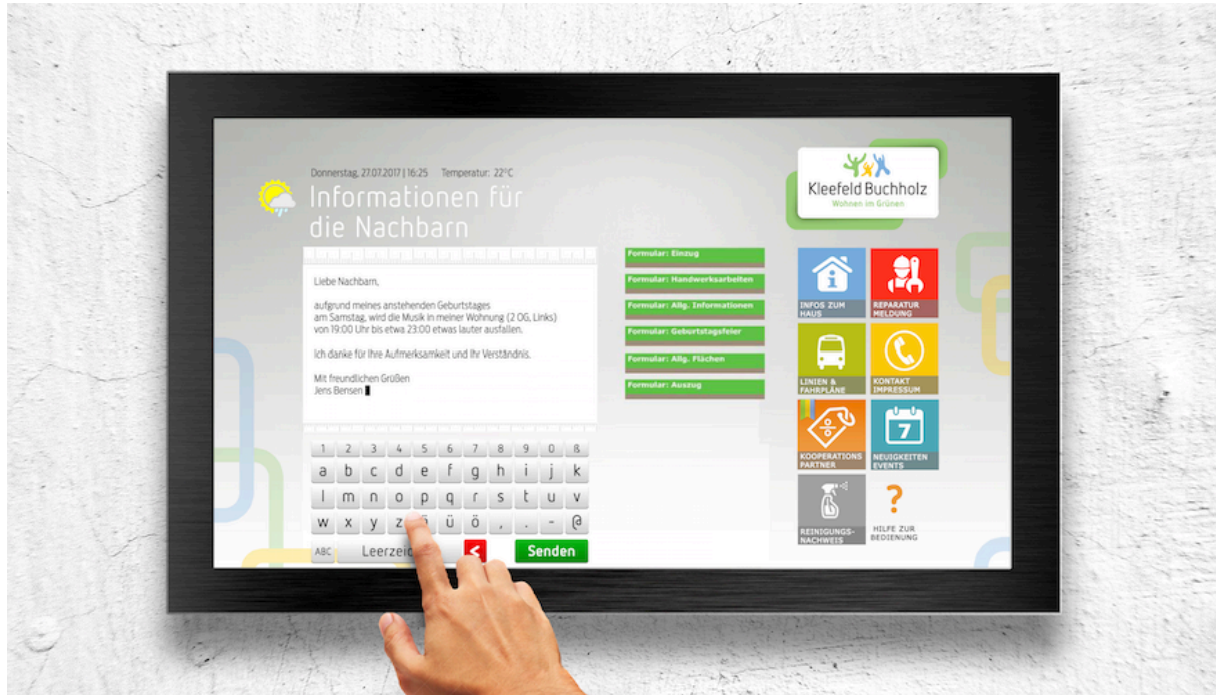 Donnerstag, 27.07.2017 | 16:25 Temperatur: 22°C
Informationen für
die Nachbarn
Liebe Nachbarn,
aufgrund meines anstehenden Geburtstages
am Samstag, wird die Musik in meiner Wohnung (2 OG, Links)
von 19:00 Uhr bis etwa 23:00 etwas lauter ausfallen.
Ich danke für Ihre Aufmerksamkeit und Ihr Verständnis.
Mit freundlichen Grüßen
Jens Bensen
1 2 3 4 5 6 7 8 9 0 ß
a b c d e f g h i j k
l m n o p q r s t u v
w x y z ü ö , . - @
ABC < Senden
Formular: Einzug
Formular: Handwerksarbeiten
Formular: Allg. Informationen
Formular: Geburtstagsfeier
Formular: Allg. Flächen
Formular: Auszug
Kleefeld Buchholz
Wohnen im Grünen
INFOS ZUM
HAUS
REPARATUR
MELDUNG
LINIEN &
FAHRPLÄNE
KONTAKT
IMPRESSUM
÷
KOOPERATIONS
PARTNER
7
NEUIGKEITEN
EVENTS
REINIGUNGS-
NACHWEIS
?
HILFE ZUR
BEDIENUNG